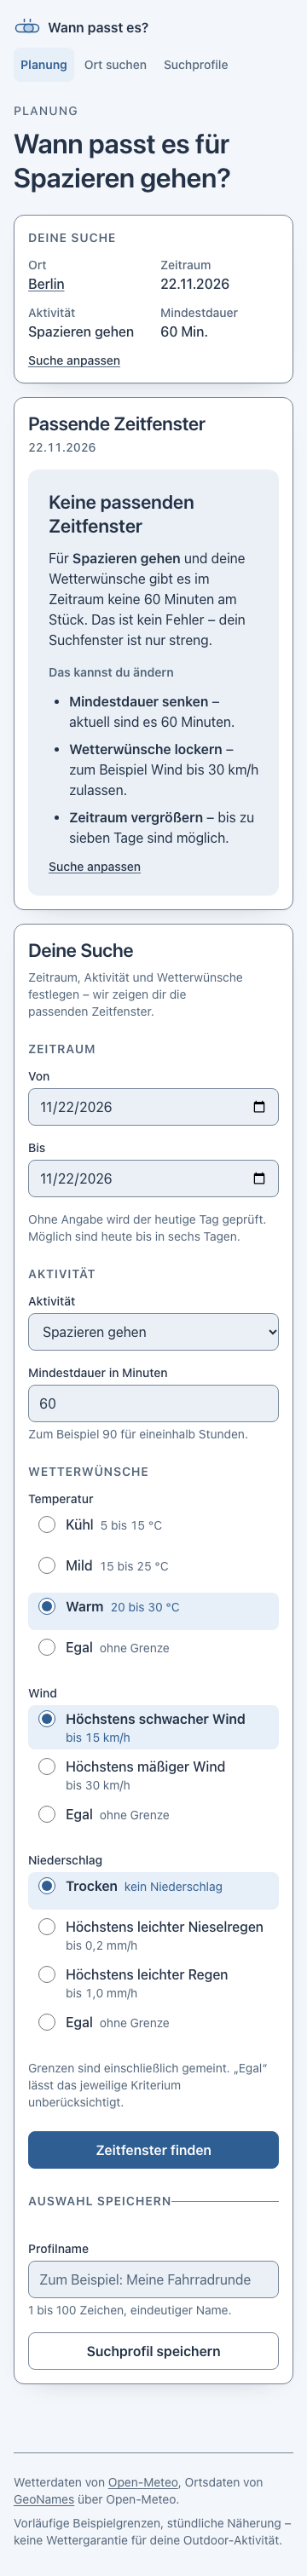 Wann passt es?
Planung Ort suchen Suchprofile
PLANUNG
Wann passt es für
Spazieren gehen?
DEINE SUCHE
Ort Zeitraum
Berlin 22.11.2026
Aktivität Mindestdauer
Spazieren gehen 60 Min.
Suche anpassen
Passende Zeitfenster
22.11.2026
Keine passenden
Zeitfenster
Für Spazieren gehen und deine
Wetterwünsche gibt es im
Zeitraum keine 60 Minuten am
Stück. Das ist kein Fehler – dein
Suchfenster ist nur streng.
Das kannst du ändern
• Mindestdauer senken –
aktuell sind es 60 Minuten.
• Wetterwünsche lockern –
zum Beispiel Wind bis 30 km/h
zulassen.
• Zeitraum vergrößern – bis zu
sieben Tage sind möglich.
Suche anpassen
Deine Suche
Zeitraum, Aktivität und Wetterwünsche
festlegen – wir zeigen dir die
passenden Zeitfenster.
ZEITRAUM
Von
11/22/2026
Bis
11/22/2026
Ohne Angabe wird der heutige Tag geprüft.
Möglich sind heute bis in sechs Tagen.
AKTIVITÄT
Aktivität
Spazieren gehen
Mindestdauer in Minuten
60
Zum Beispiel 90 für eineinhalb Stunden.
WETTERWÜNSCHE
Temperatur
Kühl 5 bis 15 °C
Mild 15 bis 25 °C
Warm 20 bis 30 °C
Egal ohne Grenze
Wind
Höchstens schwacher Wind
bis 15 km/h
Höchstens mäßiger Wind
bis 30 km/h
Egal ohne Grenze
Niederschlag
Trocken kein Niederschlag
Höchstens leichter Nieselregen
bis 0,2 mm/h
Höchstens leichter Regen
bis 1,0 mm/h
Egal ohne Grenze
Grenzen sind einschließlich gemeint. „Egal“
lässt das jeweilige Kriterium
unberücksichtigt.
Zeitfenster finden
AUSWAHL SPEICHERN
Profilname
Zum Beispiel: Meine Fahrradrunde
1 bis 100 Zeichen, eindeutiger Name.
Suchprofil speichern
Wetterdaten von Open-Meteo, Ortsdaten von
GeoNames über Open-Meteo.
Vorläufige Beispielgrenzen, stündliche Näherung –
keine Wettergarantie für deine Outdoor-Aktivität.